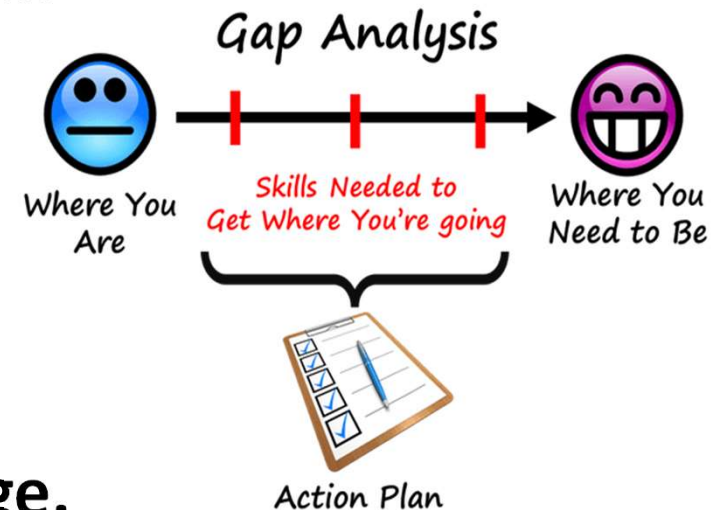 Gap Analysis
Where You
Are
Skills Needed to
Get Where You're going
Where You
Need to Be
Action Plan